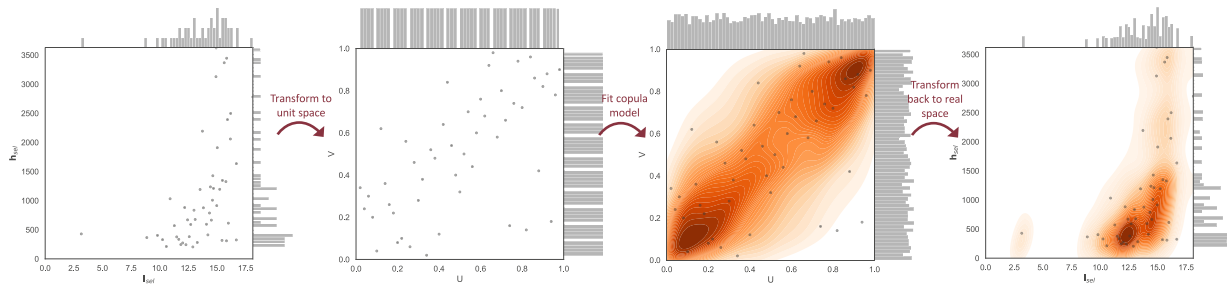 3500
3000
2500
2000
1500
1000
500
0
h_sel
0.0 2.5 5.0 7.5 10.0 12.5 15.0 17.5
l_sel
Transform to
unit space
1.0
0.8
0.6
0.4
0.2
0.0
V
0.0 0.2 0.4 0.6 0.8 1.0
U
Fit copula
model
1.0
0.8
0.6
0.4
0.2
0.0
V
0.0 0.2 0.4 0.6 0.8 1.0
U
Transform
back to real
space
3500
3000
2500
2000
1500
1000
500
0
h_sel
0.0 2.5 5.0 7.5 10.0 12.5 15.0 17.5
l_sel